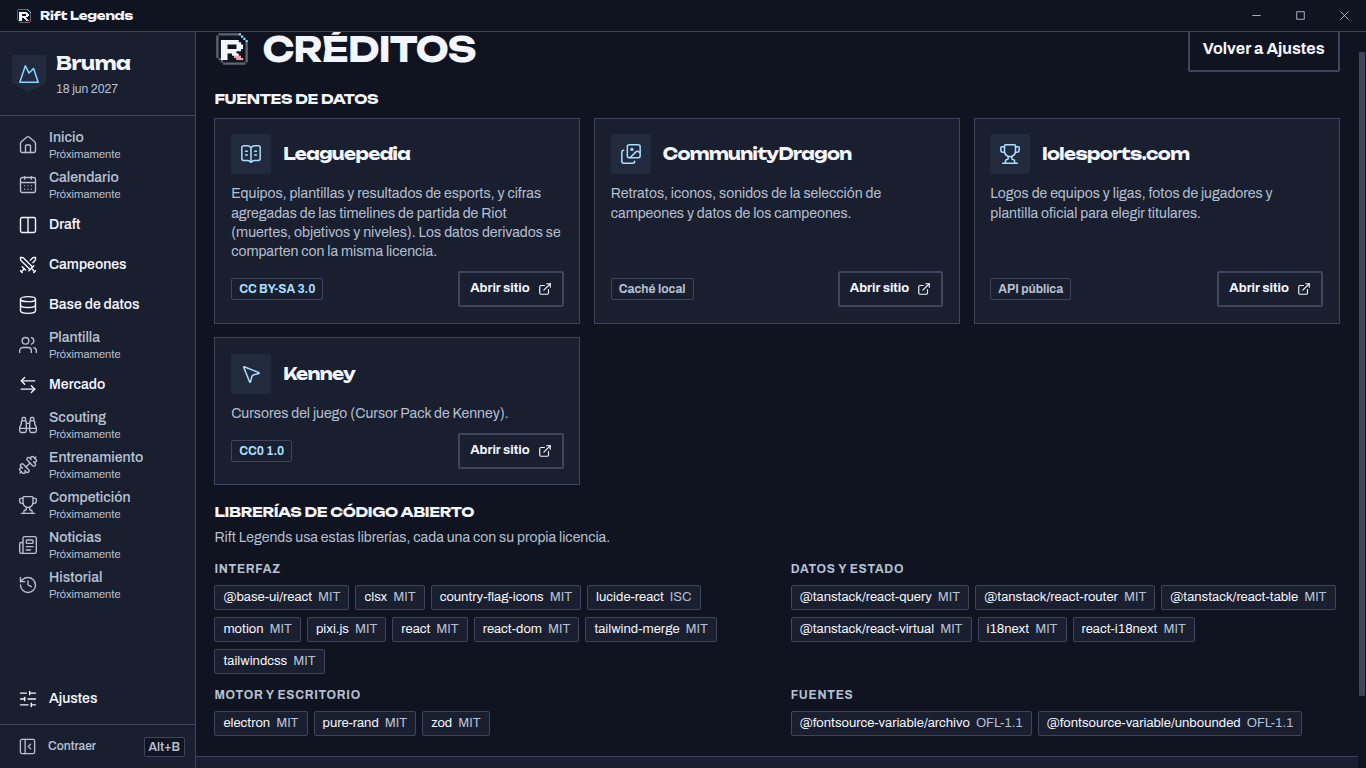 Rift Legends
Bruma
18 jun 2027
Inicio
Próximamente
Calendario
Próximamente
Draft
Campeones
Base de datos
Plantilla
Próximamente
Mercado
Scouting
Próximamente
Entrenamiento
Próximamente
Competición
Próximamente
Noticias
Próximamente
Historial
Próximamente
Ajustes
Contraer Alt+B
CRÉDITOS
Volver a Ajustes
FUENTES DE DATOS
Leaguepedia
Equipos, plantillas y resultados de esports, y cifras
agregadas de las timelines de partida de Riot
(muertes, objetivos y niveles). Los datos derivados se
comparten con la misma licencia.
CC BY-SA 3.0 Abrir sitio
CommunityDragon
Retratos, iconos, sonidos de la selección de
campeones y datos de los campeones.
Caché local Abrir sitio
lolesports.com
Logos de equipos y ligas, fotos de jugadores y
plantilla oficial para elegir titulares.
API pública Abrir sitio
Kenney
Cursores del juego (Cursor Pack de Kenney).
CC0 1.0 Abrir sitio
LIBRERÍAS DE CÓDIGO ABIERTO
Rift Legends usa estas librerías, cada una con su propia licencia.
INTERFAZ
@base-ui/react MIT clsx MIT country-flag-icons MIT lucide-react ISC
motion MIT pixi.js MIT react MIT react-dom MIT tailwind-merge MIT
tailwindcss MIT
DATOS Y ESTADO
@tanstack/react-query MIT @tanstack/react-router MIT @tanstack/react-table MIT
@tanstack/react-virtual MIT i18next MIT react-i18next MIT
MOTOR Y ESCRITORIO
electron MIT pure-rand MIT zod MIT
FUENTES
@fontsource-variable/archivo OFL-1.1 @fontsource-variable/unbounded OFL-1.1